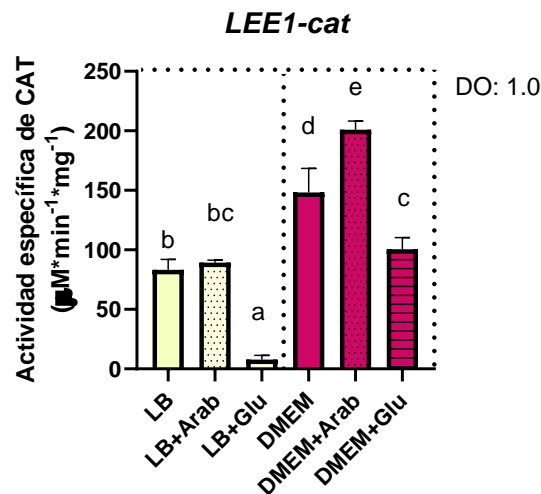 LEE1-cat
DO: 1.0
Actividad específica de CAT
(µM*min⁻¹*mg⁻¹)
250
200
150
100
50
0
b
bc
a
d
e
c
LB
LB+Arab
LB+Glu
DMEM
DMEM+Arab
DMEM+Glu